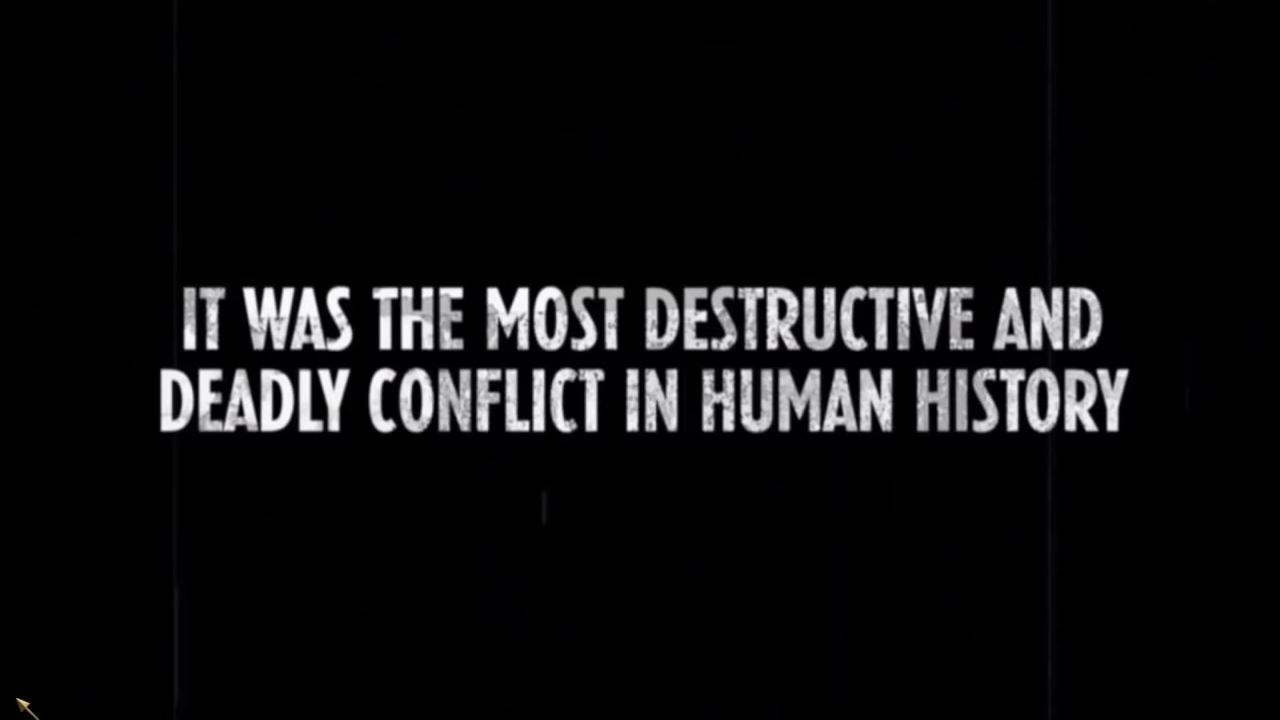 IT WAS THE MOST DESTRUCTIVE AND
DEADLY CONFLICT IN HUMAN HISTORY